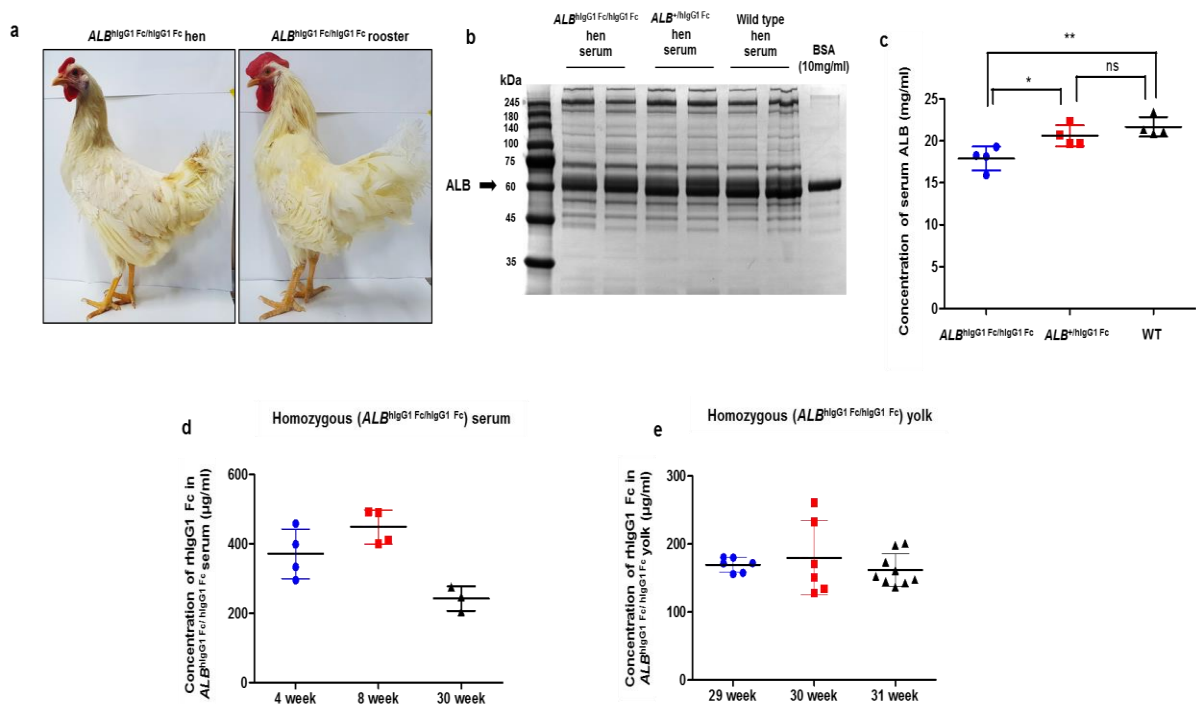 a
ALBhIgG1 Fc/hIgG1 Fc hen
ALBhIgG1 Fc/hIgG1 Fc rooster
b
ALBhIgG1 Fc/hIgG1 Fc
hen
serum
ALB+/hIgG1 Fc
hen
serum
Wild type
hen
serum
BSA
(10mg/ml)
kDa
245
180
140
100
75
60
45
35
ALB
c
**
*
ns
Concentration of serum ALB (mg/ml)
25
20
15
10
5
0
ALBhIgG1 Fc/hIgG1 Fc
ALB+/hIgG1 Fc
WT
d
Homozygous (ALBhIgG1 Fc/hIgG1 Fc) serum
Concentration of rhIgG1 Fc in
ALBhIgG1 Fc/ hIgG1 Fc serum (μg/ml)
600
400
200
0
4 week
8 week
30 week
e
Homozygous (ALBhIgG1 Fc/hIgG1 Fc) yolk
Concentration of rhIgG1 Fc in
ALBhIgG1 Fc/ hIgG1 Fc yolk (μg/ml)
300
200
100
0
29 week
30 week
31 week